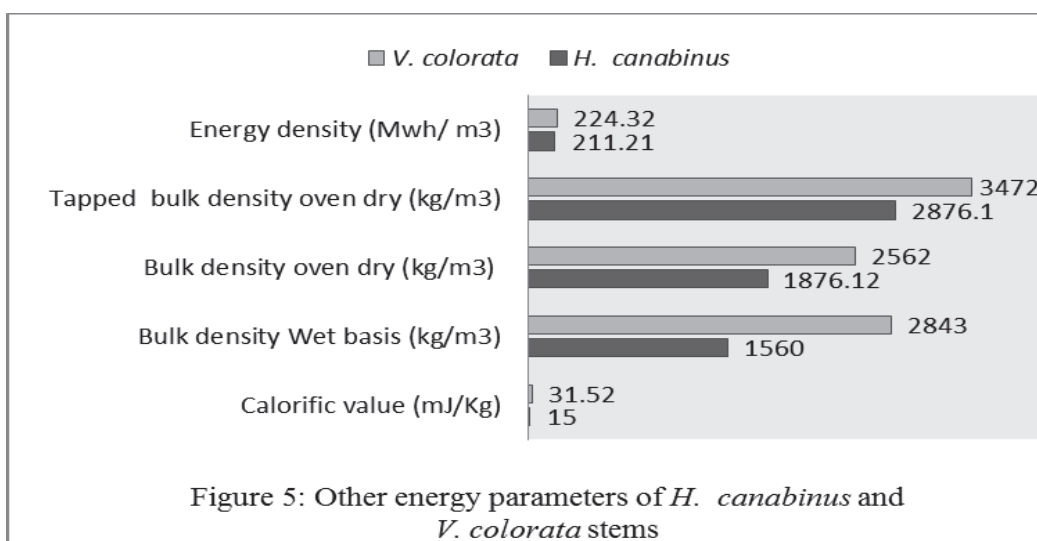 V. colorata H. canabinus
Energy density (Mwh/ m3) 224.32
211.21
Tapped bulk density oven dry (kg/m3) 3472
2876.1
Bulk density oven dry (kg/m3) 2562
1876.12
Bulk density Wet basis (kg/m3) 2843
1560
Calorific value (mJ/Kg) 31.52
15
Figure 5: Other energy parameters of H. canabinus and
V. colorata stems